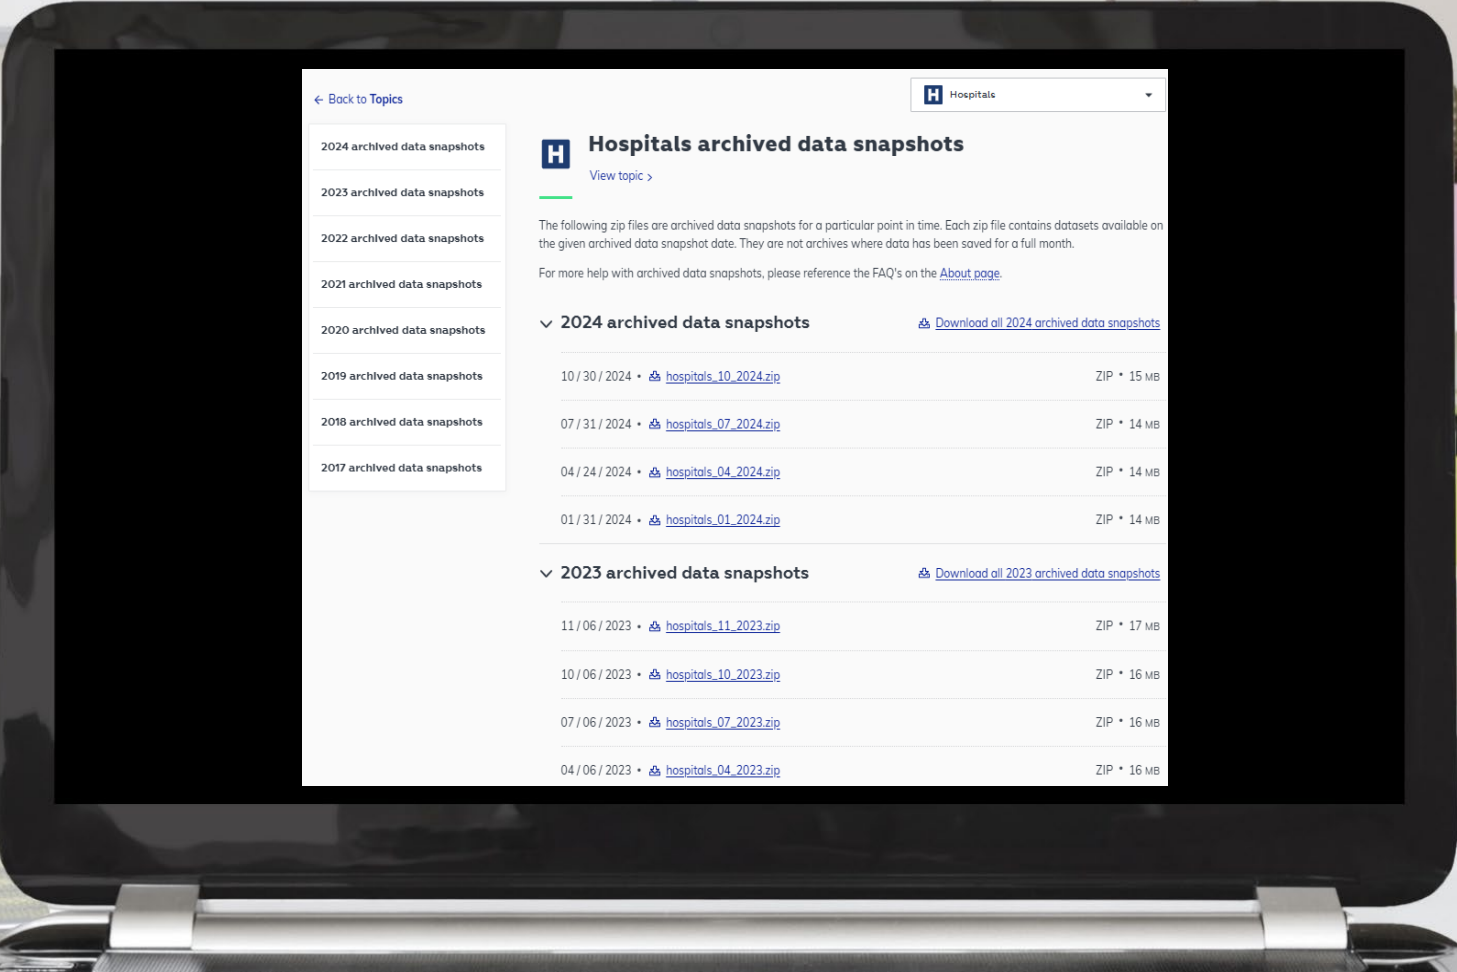 ← Back to Topics
H Hospitals
2024 archived data snapshots
2023 archived data snapshots
2022 archived data snapshots
2021 archived data snapshots
2020 archived data snapshots
2019 archived data snapshots
2018 archived data snapshots
2017 archived data snapshots
H Hospitals archived data snapshots
View topic >
The following zip files are archived data snapshots for a particular point in time. Each zip file contains datasets available on
the given archived data snapshot date. They are not archives where data has been saved for a full month.
For more help with archived data snapshots, please reference the FAQ's on the About page.
2024 archived data snapshots Download all 2024 archived data snapshots
10 / 30 / 2024 • hospitals_10_2024.zip ZIP • 15 MB
07 / 31 / 2024 • hospitals_07_2024.zip ZIP • 14 MB
04 / 24 / 2024 • hospitals_04_2024.zip ZIP • 14 MB
01 / 31 / 2024 • hospitals_01_2024.zip ZIP • 14 MB
2023 archived data snapshots Download all 2023 archived data snapshots
11 / 06 / 2023 • hospitals_11_2023.zip ZIP • 17 MB
10 / 06 / 2023 • hospitals_10_2023.zip ZIP • 16 MB
07 / 06 / 2023 • hospitals_07_2023.zip ZIP • 16 MB
04 / 06 / 2023 • hospitals_04_2023.zip ZIP • 16 MB